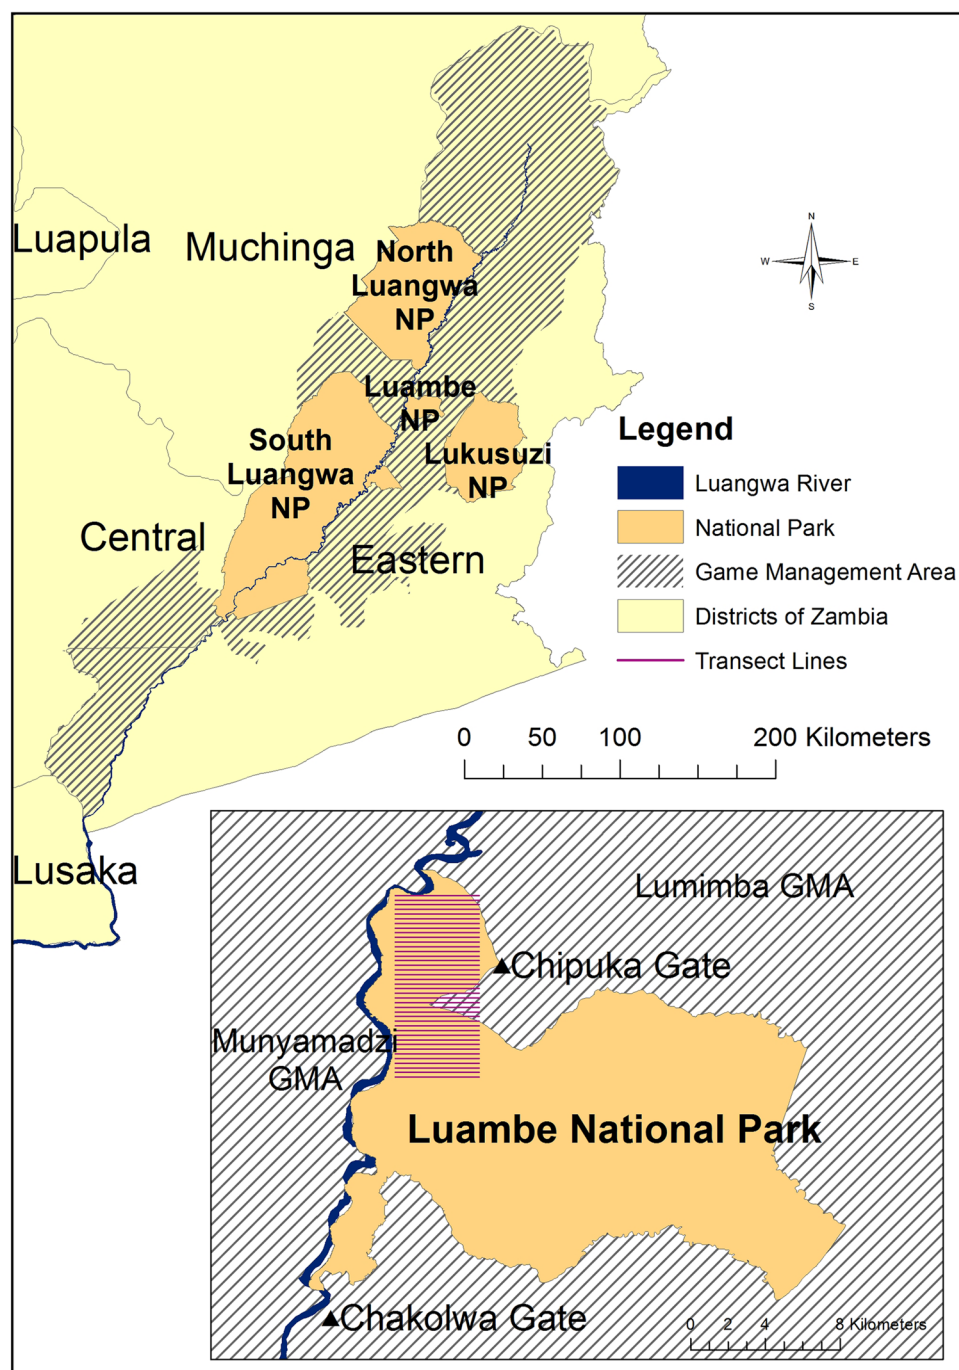 N
W E
S
Luapula
Muchinga
North
Luangwa
NP
Luambe
NP
South
Luangwa
NP
Lukusuzi
NP
Central
Eastern
Lusaka
Legend
Luangwa River
National Park
Game Management Area
Districts of Zambia
Transect Lines
0 50 100 200 Kilometers
Lumimba GMA
Chipuka Gate
Munyamadzi
GMA
Luambe National Park
Chakolwa Gate
0 2 4 8 Kilometers